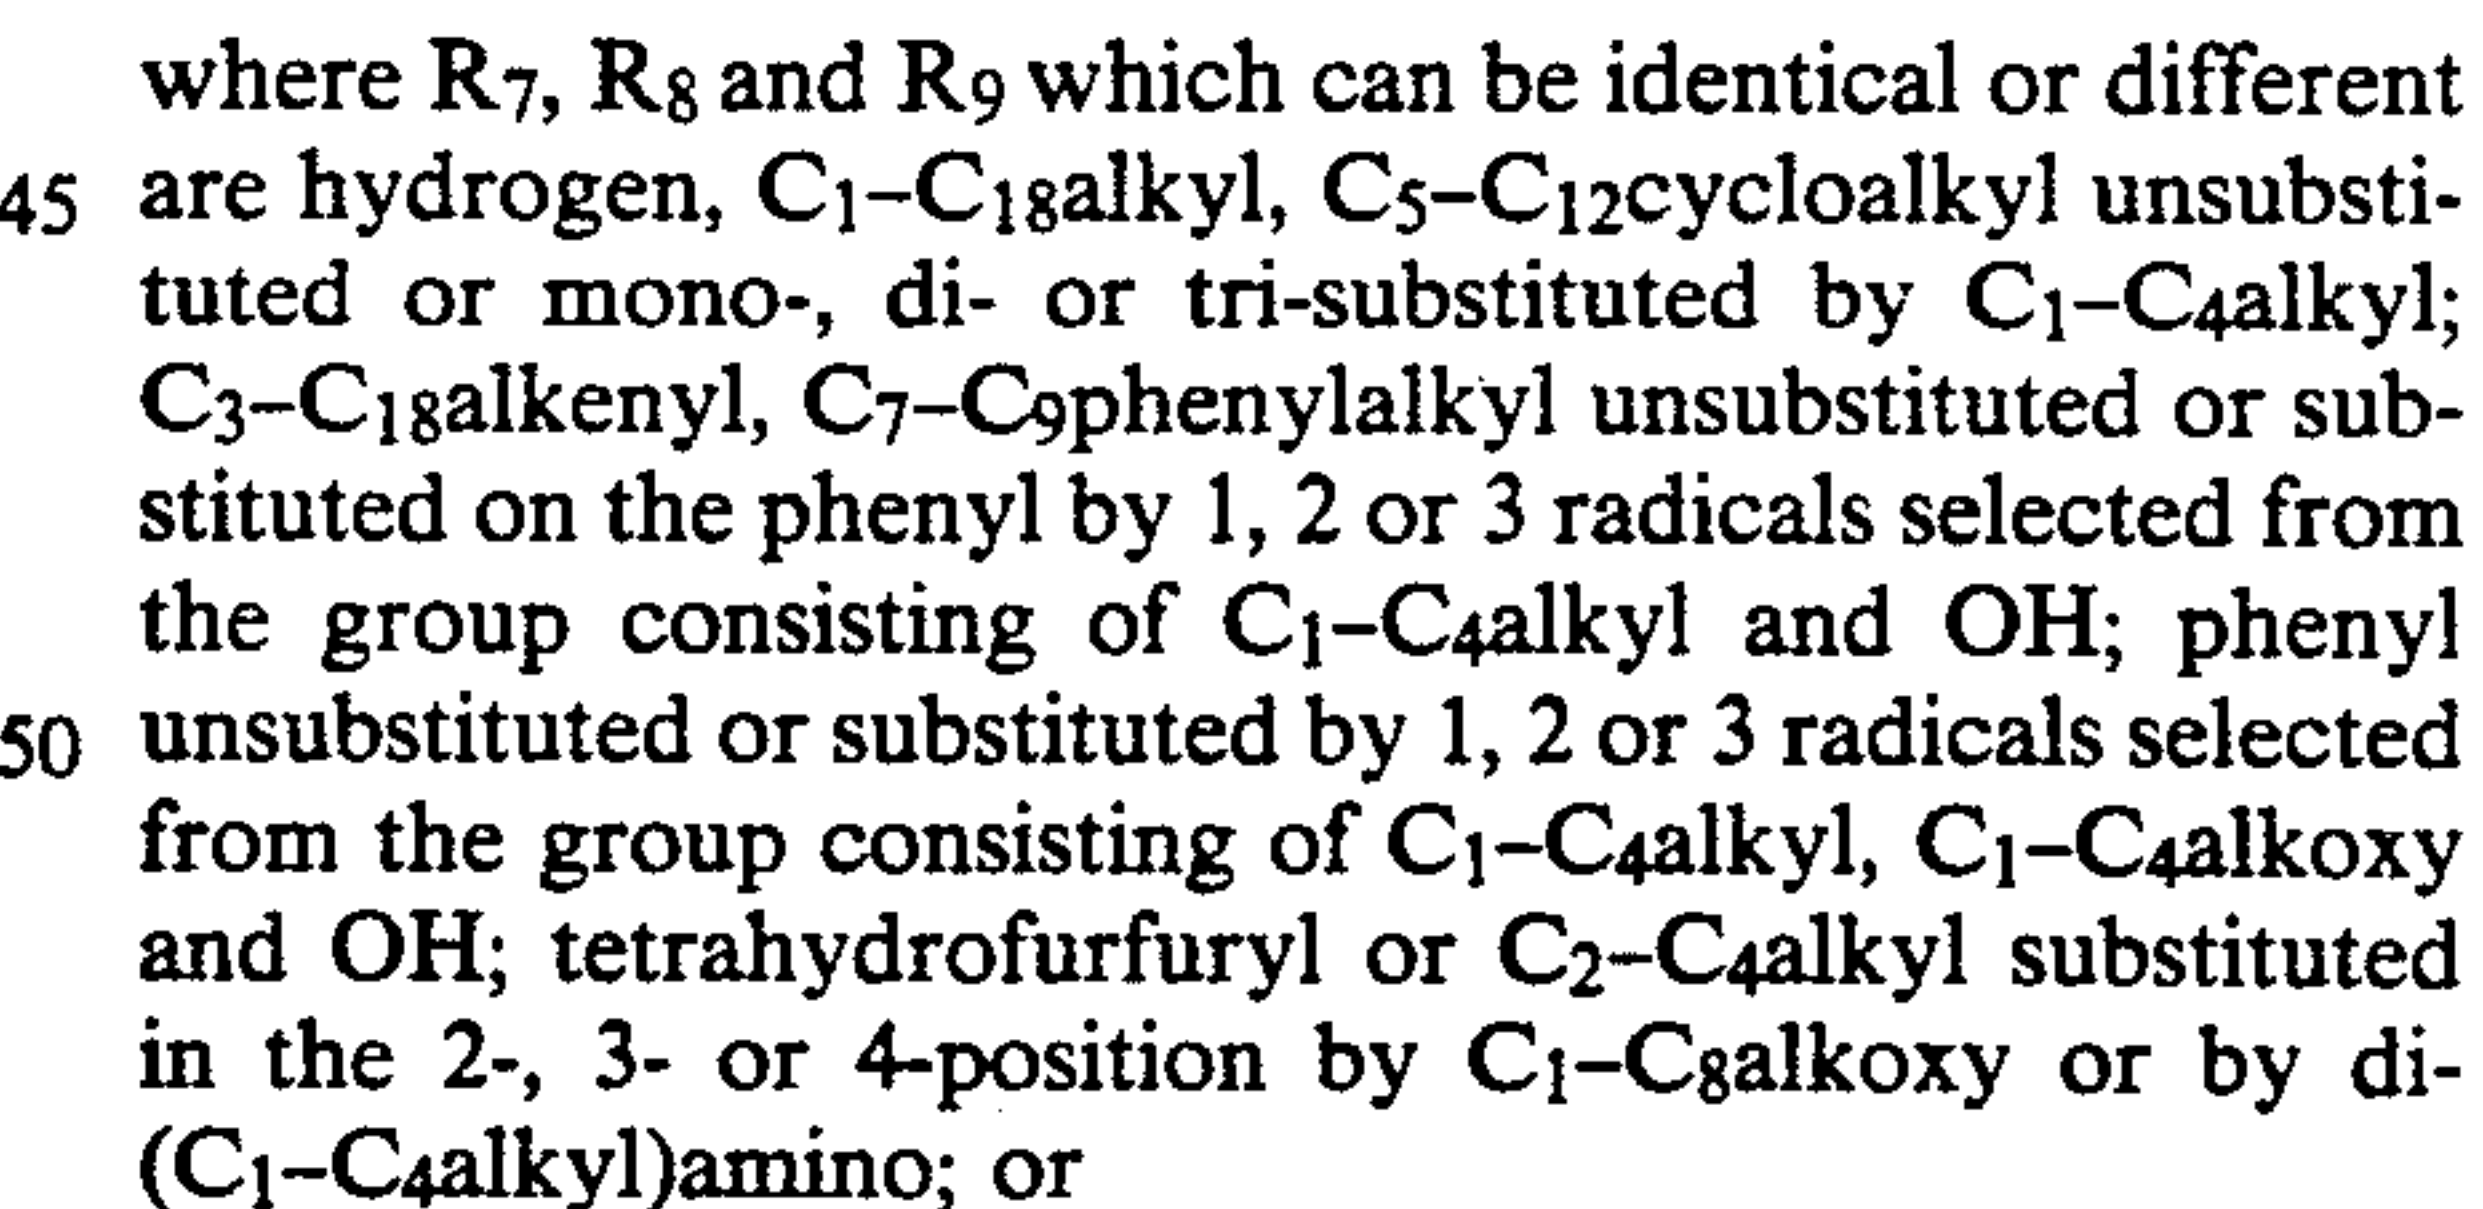 where R7, R8 and R9 which can be identical or different
45 are hydrogen, C1–C18alkyl, C5–C12cycloalkyl unsubsti-
tuted or mono-, di- or tri-substituted by C1–C4alkyl;
C3–C18alkenyl, C7–C9phenylalkyl unsubstituted or sub-
stituted on the phenyl by 1, 2 or 3 radicals selected from
the group consisting of C1–C4alkyl and OH; phenyl
50 unsubstituted or substituted by 1, 2 or 3 radicals selected
from the group consisting of C1–C4alkyl, C1–C4alkoxy
and OH; tetrahydrofurfuryl or C2–C4alkyl substituted
in the 2-, 3- or 4-position by C1–C8alkoxy or by di-
(C1–C4alkyl)amino; or